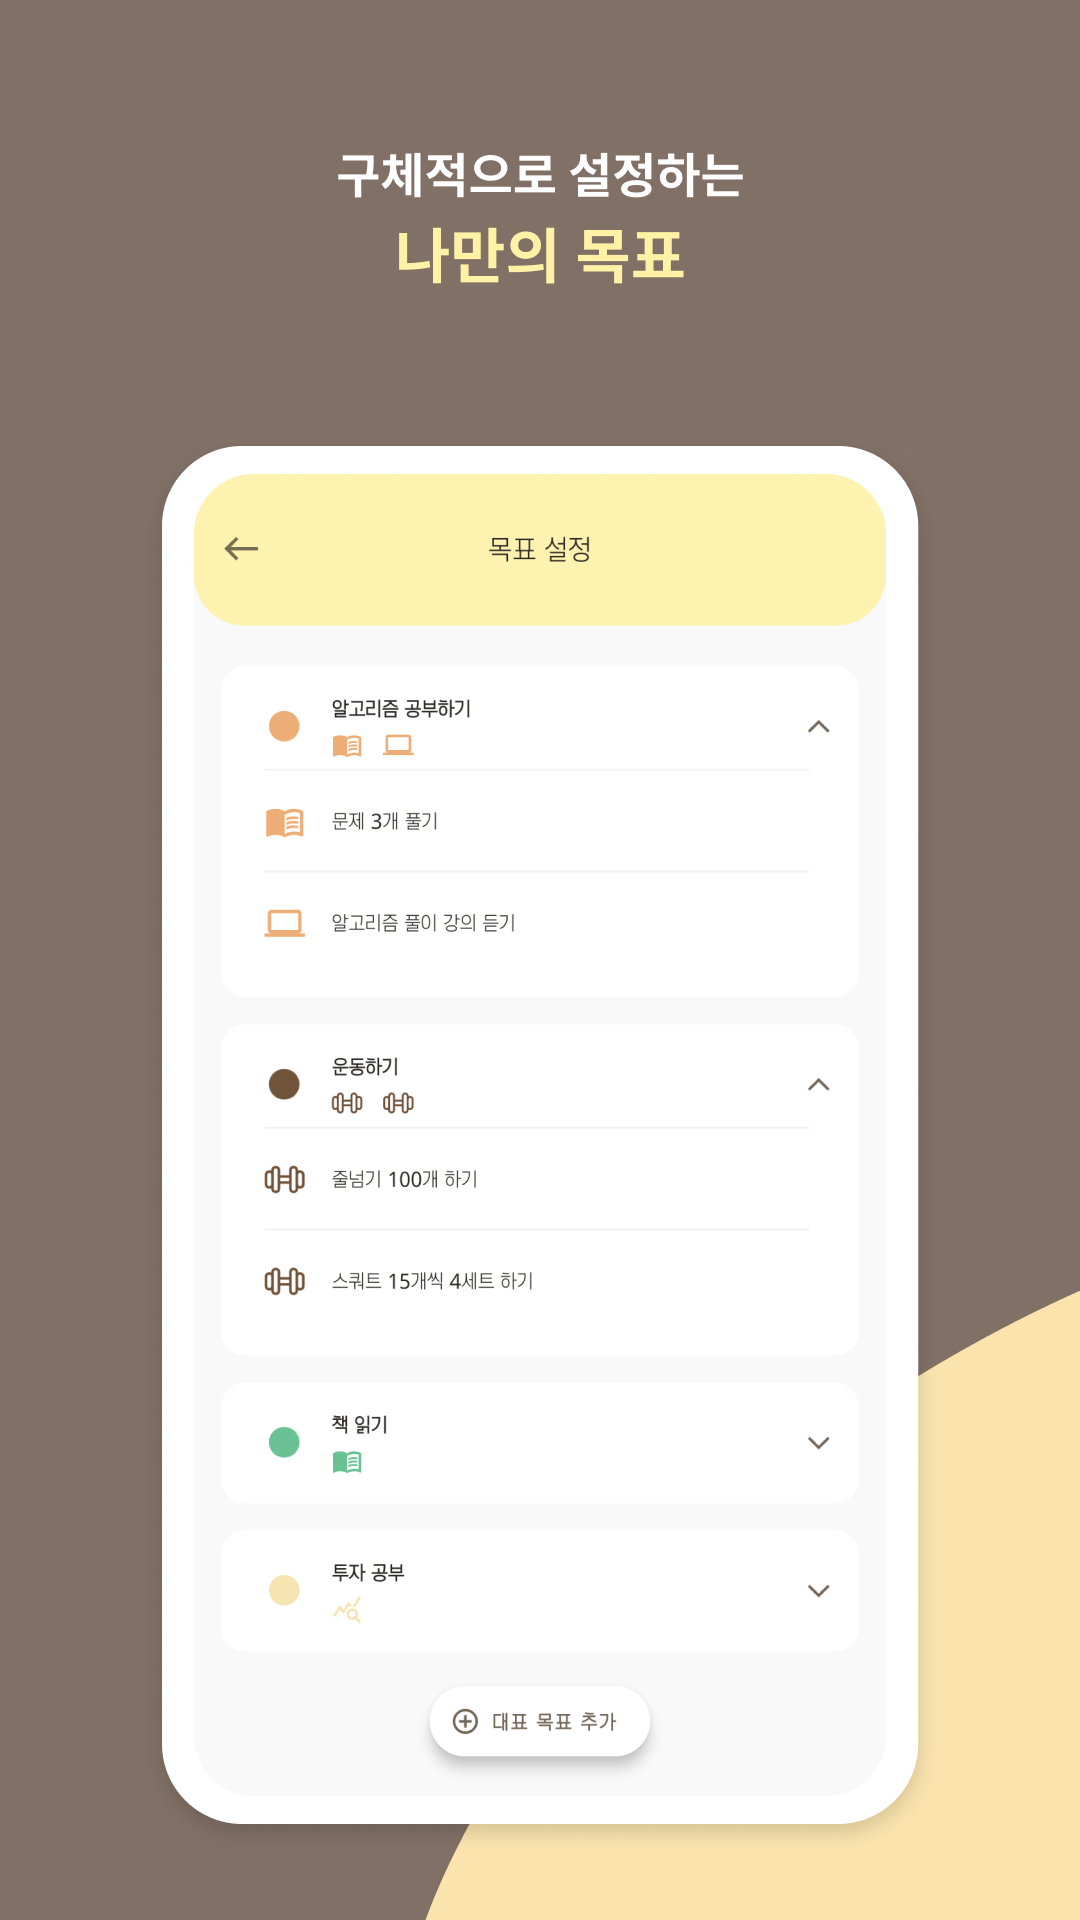 구체적으로 설정하는
나만의 목표
목표 설정
알고리즘 공부하기
문제 3개 풀기
알고리즘 풀이 강의 듣기
운동하기
줄넘기 100개 하기
스쿼트 15개씩 4세트 하기
책 읽기
투자 공부
대표 목표 추가